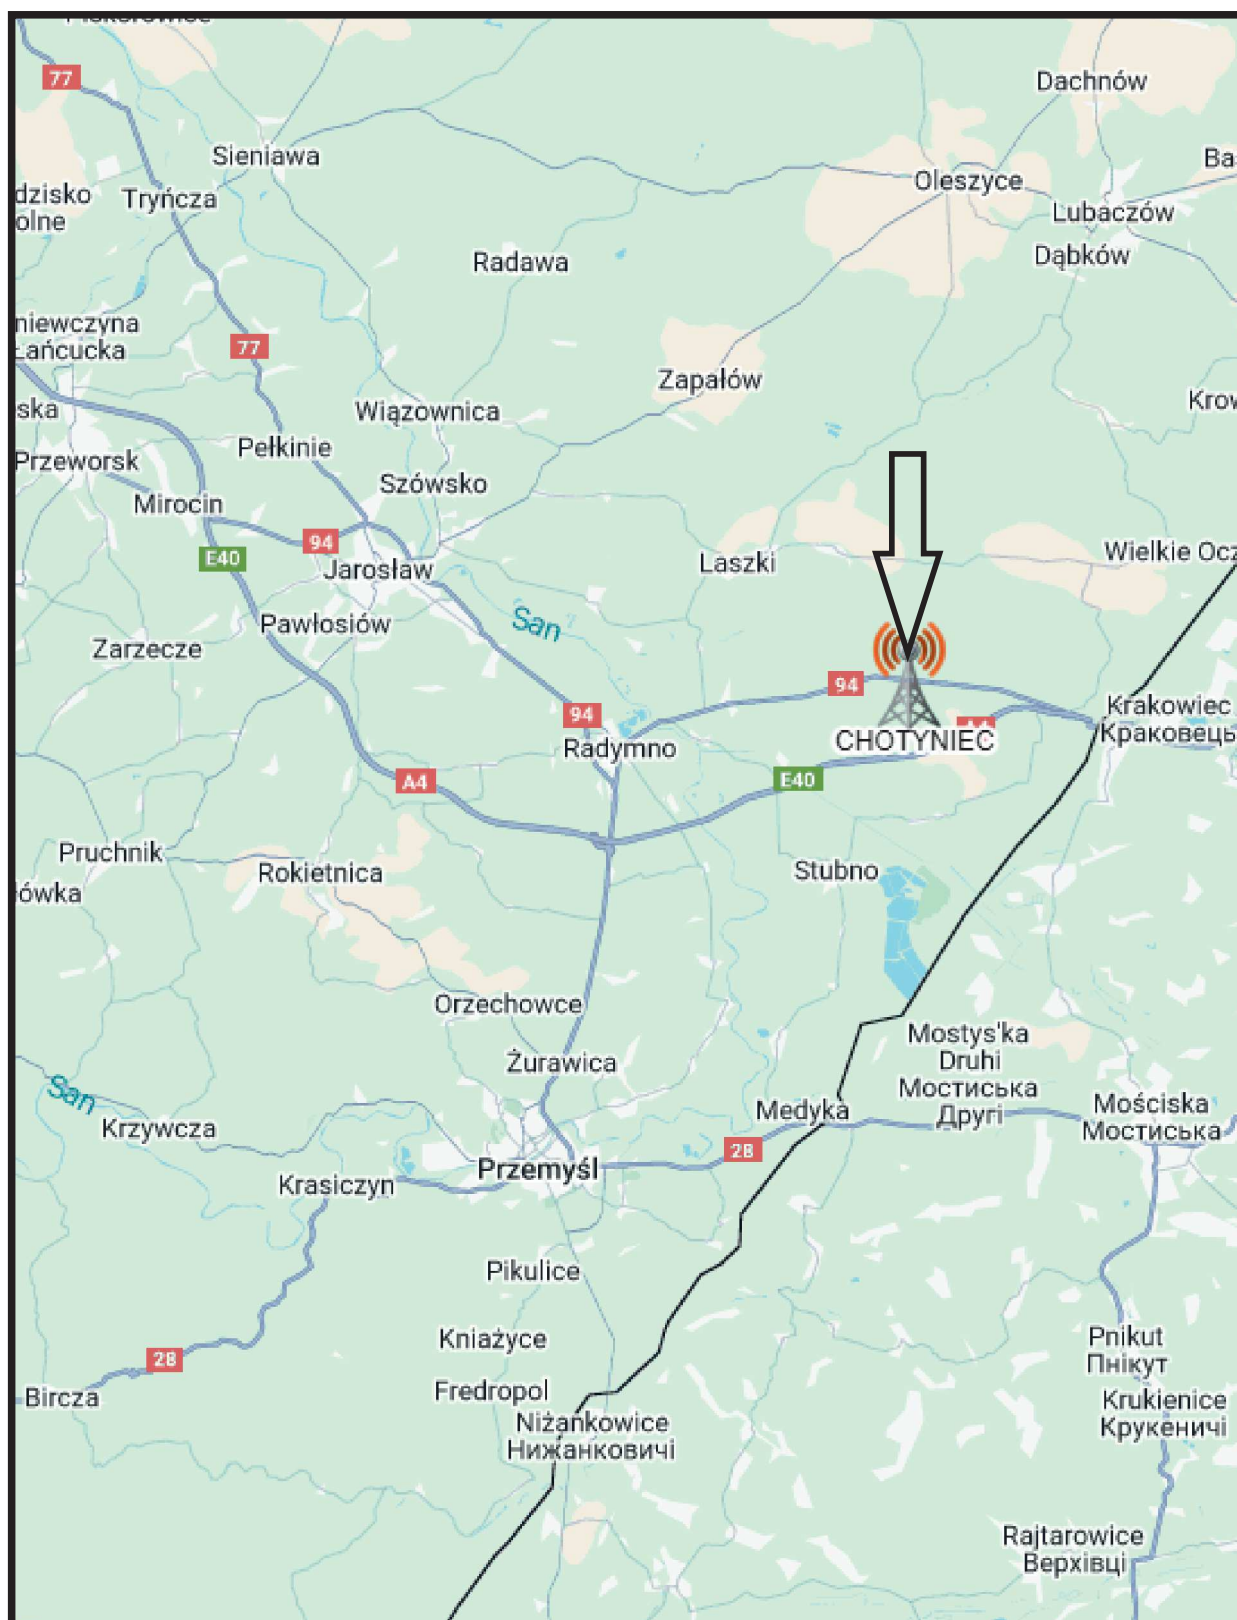 77
Dachnów
Sieniawa
Oleszyce
dzisko
olne
Tryńcza
Lubaczów
Dąbków
Radawa
niewczyna
Łańcucka
77
Zapałów
ska
Wiązownica
Pełkinie
Przeworsk
Mirocin
Szówsko
94
E40
Jarosław
Laszki
Wielkie Ocz
Pawłosiów
San
Zarzecze
94
94
Krakowiec
Краковець
Radymno
CHOTYNIEC
A4
E40
Pruchnik
Rokietnica
Stubno
iówka
Orzechowce
Mostys'ka
Druhi
Мостиська
Другі
Żurawica
San
Krzywcza
Medyka
Mościska
Мостиська
28
Przemyśl
Krasiczyn
Pikulice
Kniażyce
Pnikut
Пнікут
28
Bircza
Fredropol
Krukienice
Крукеничі
Niżankowice
Нижанковичі
Rajtarowice
Верхівці